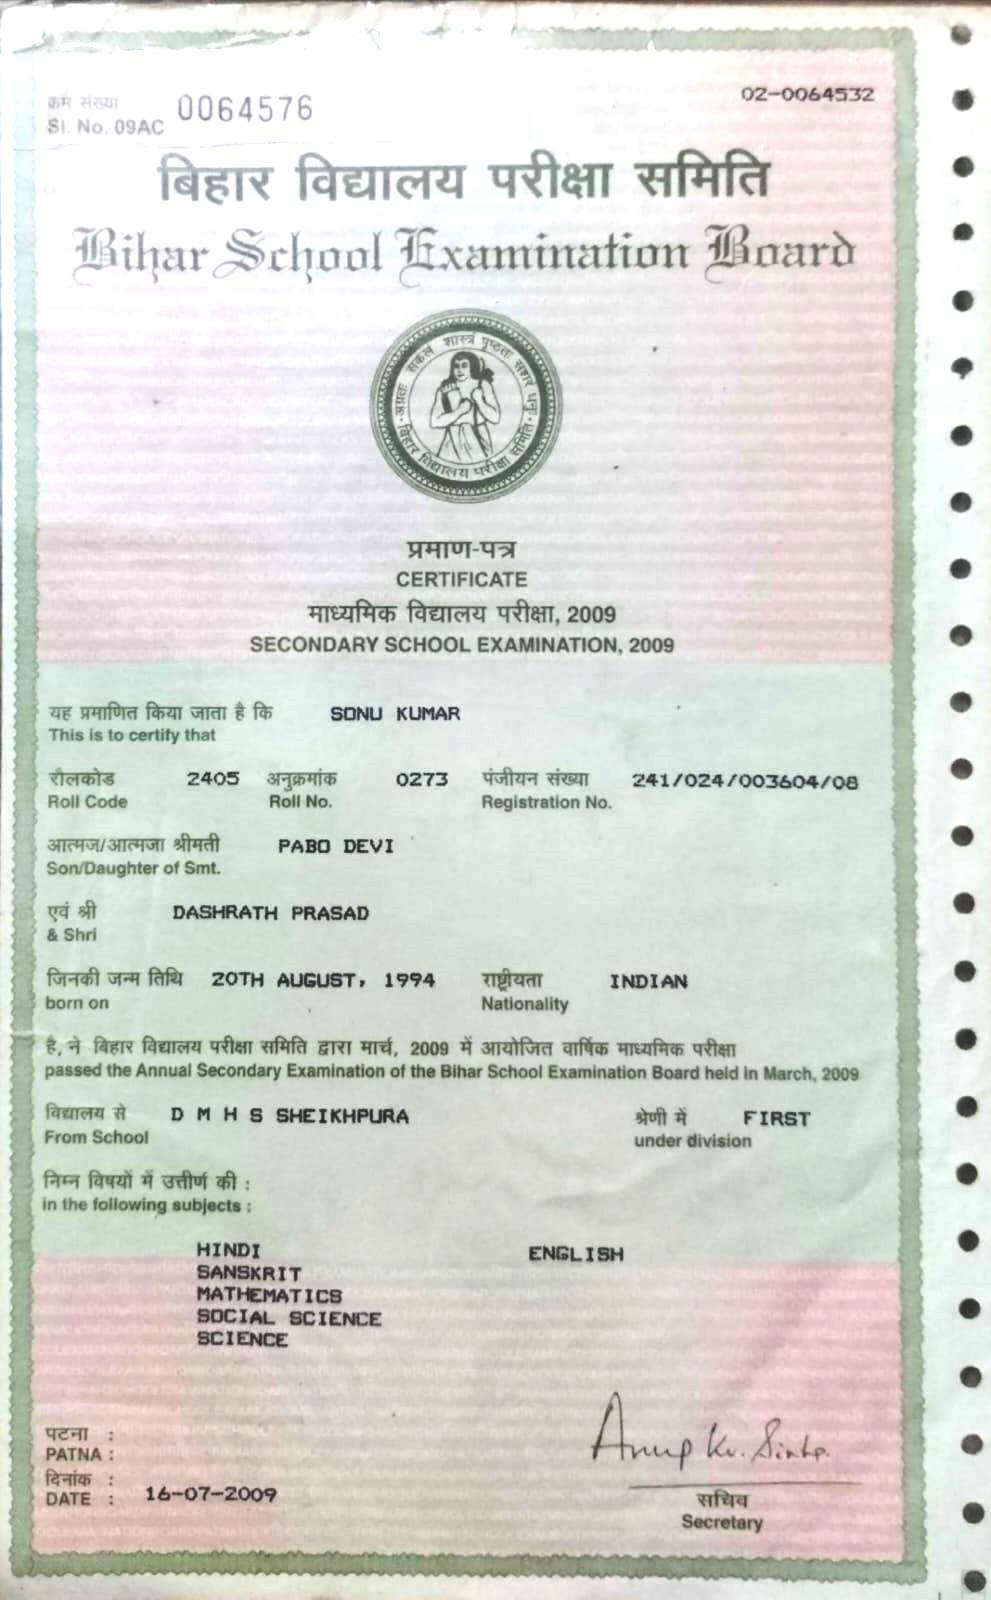 क्रम संख्या
Sl. No. 09AC 0064576
02-0064532
बिहार विद्यालय परीक्षा समिति
Bihar School Examination Board
बिहार विद्यालय परीक्षा समिति
प्रमाण-पत्र
CERTIFICATE
माध्यमिक विद्यालय परीक्षा, 2009
SECONDARY SCHOOL EXAMINATION, 2009
यह प्रमाणित किया जाता है कि SONU KUMAR
This is to certify that
रौलकोड 2405 अनुक्रमांक 0273 पंजीयन संख्या 241/024/003604/08
Roll Code Roll No. Registration No.
आत्मज/आत्मजा श्रीमती PABO DEVI
Son/Daughter of Smt.
एवं श्री DASHRATH PRASAD
& Shri
जिनकी जन्म तिथि 20TH AUGUST, 1994 राष्ट्रीयता INDIAN
born on Nationality
है, ने बिहार विद्यालय परीक्षा समिति द्वारा मार्च, 2009 में आयोजित वार्षिक माध्यमिक परीक्षा
passed the Annual Secondary Examination of the Bihar School Examination Board held in March, 2009
विद्यालय से D M H S SHEIKHPURA श्रेणी में FIRST
From School under division
निम्न विषयों में उत्तीर्ण की :
in the following subjects :
HINDI ENGLISH
SANSKRIT
MATHEMATICS
SOCIAL SCIENCE
SCIENCE
Anup Kr. Sinha
पटना :
PATNA :
दिनांक :
DATE : 16-07-2009
सचिव
Secretary